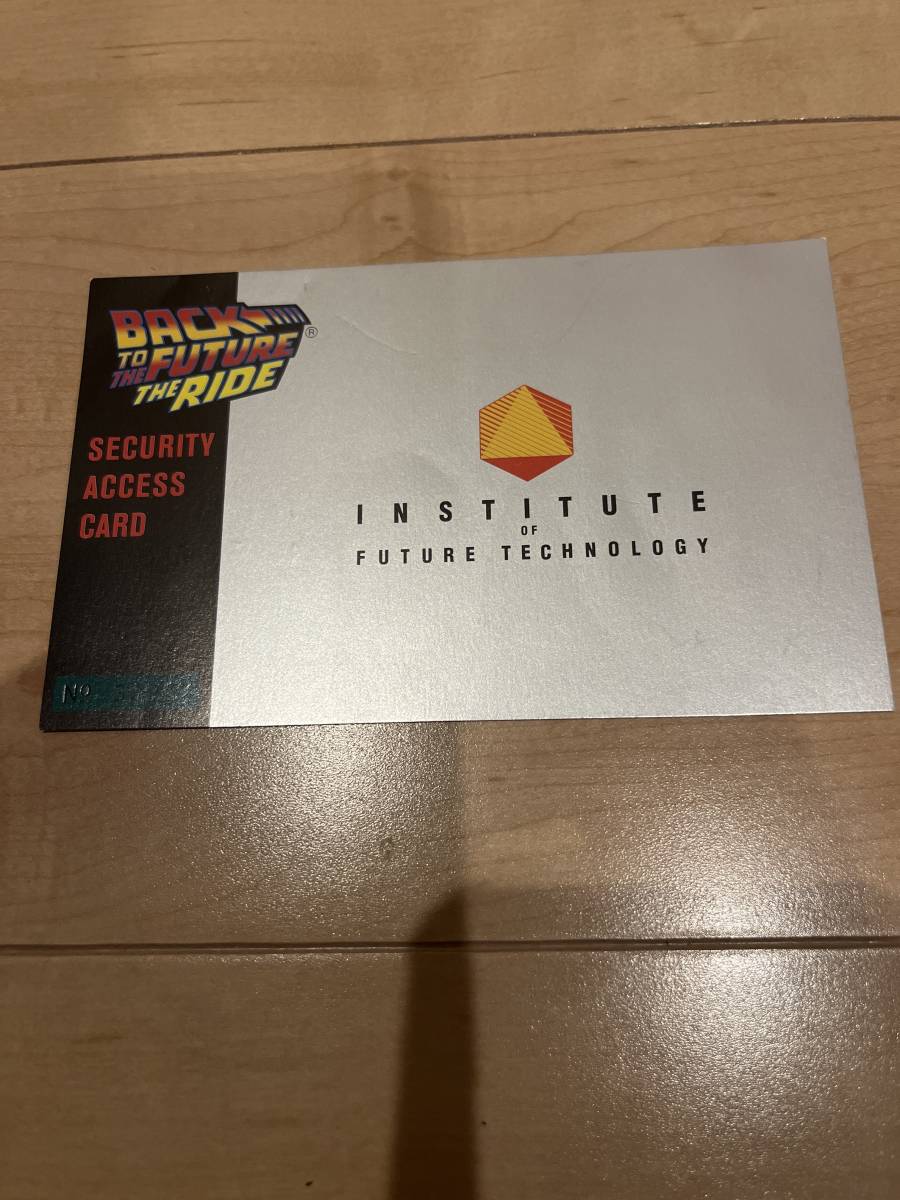 BACK
TO
THE FUTURE
THE RIDE
®
SECURITY
ACCESS
CARD
No
INSTITUTE
OF
FUTURE TECHNOLOGY